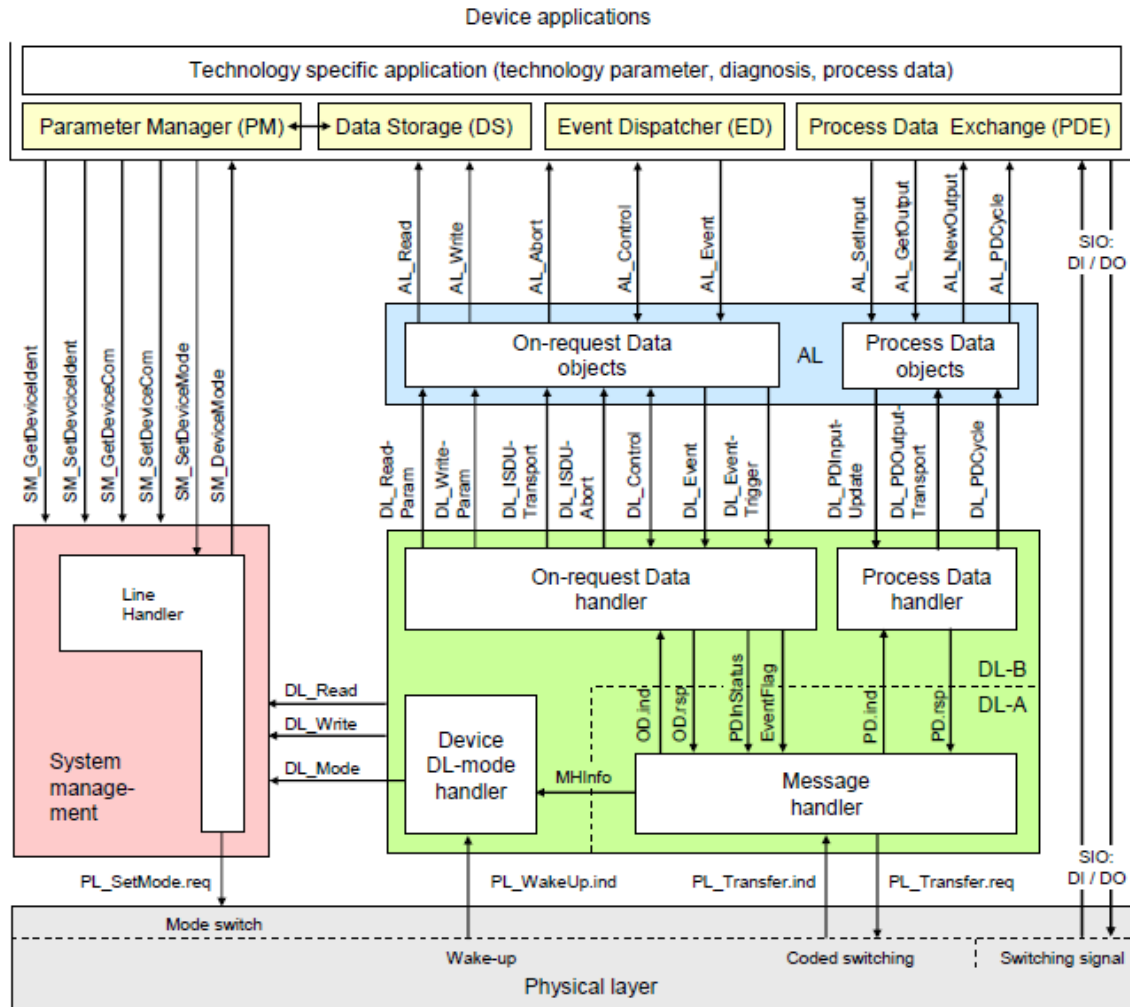 Device applications
Technology specific application (technology parameter, diagnosis, process data)
Parameter Manager (PM)
Data Storage (DS)
Event Dispatcher (ED)
Process Data Exchange (PDE)
SM_GetDeviceIdent
SM_SetDevcicelIdent
SM_GetDeviceCom
SM_SetDeviceCom
SM_SetDeviceMode
SM_DeviceMode
AL_Read
AL_Write
AL_Abort
AL_Control
AL_Event
AL_SetInput
AL_GetOutput
AL_NewOutput
AL_PDCycle
SIO:
DI / DO
On-request Data
objects
AL
Process Data
objects
DL_Read-
Param
DL_Write-
Param
DL_ISDU-
Transport
DL_ISDU-
Abort
DL_Control
DL_Event
DL_Event-
Trigger
DL_PDInput-
Update
DL_PDOutput-
Transport
DL_PDCycle
Line
Handler
On-request Data
handler
Process Data
handler
DL_Read
DL_Write
DL_Mode
System
manage-
ment
OD.ind
OD.rsp
PDInStatus
EventFlag
PD.ind
PD.rsp
DL-B
DL-A
Device
DL-mode
handler
MHInfo
Message
handler
PL_SetMode.req
PL_WakeUp.ind
PL_Transfer.ind
PL_Transfer.req
SIO:
DI / DO
Mode switch
Wake-up
Coded switching
Switching signal
Physical layer